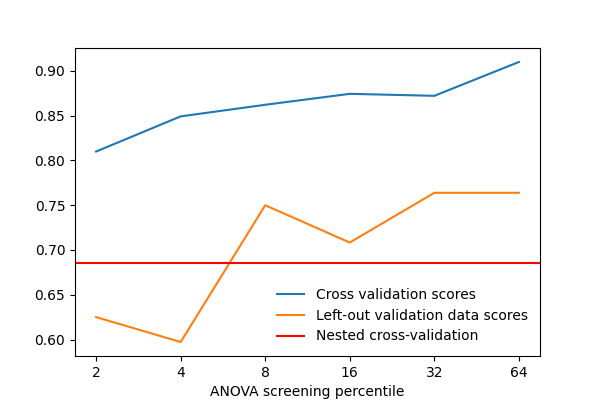 0.90
0.85
0.80
0.75
0.70
0.65
0.60
Cross validation scores
Left-out validation data scores
Nested cross-validation
2 4 8 16 32 64
ANOVA screening percentile